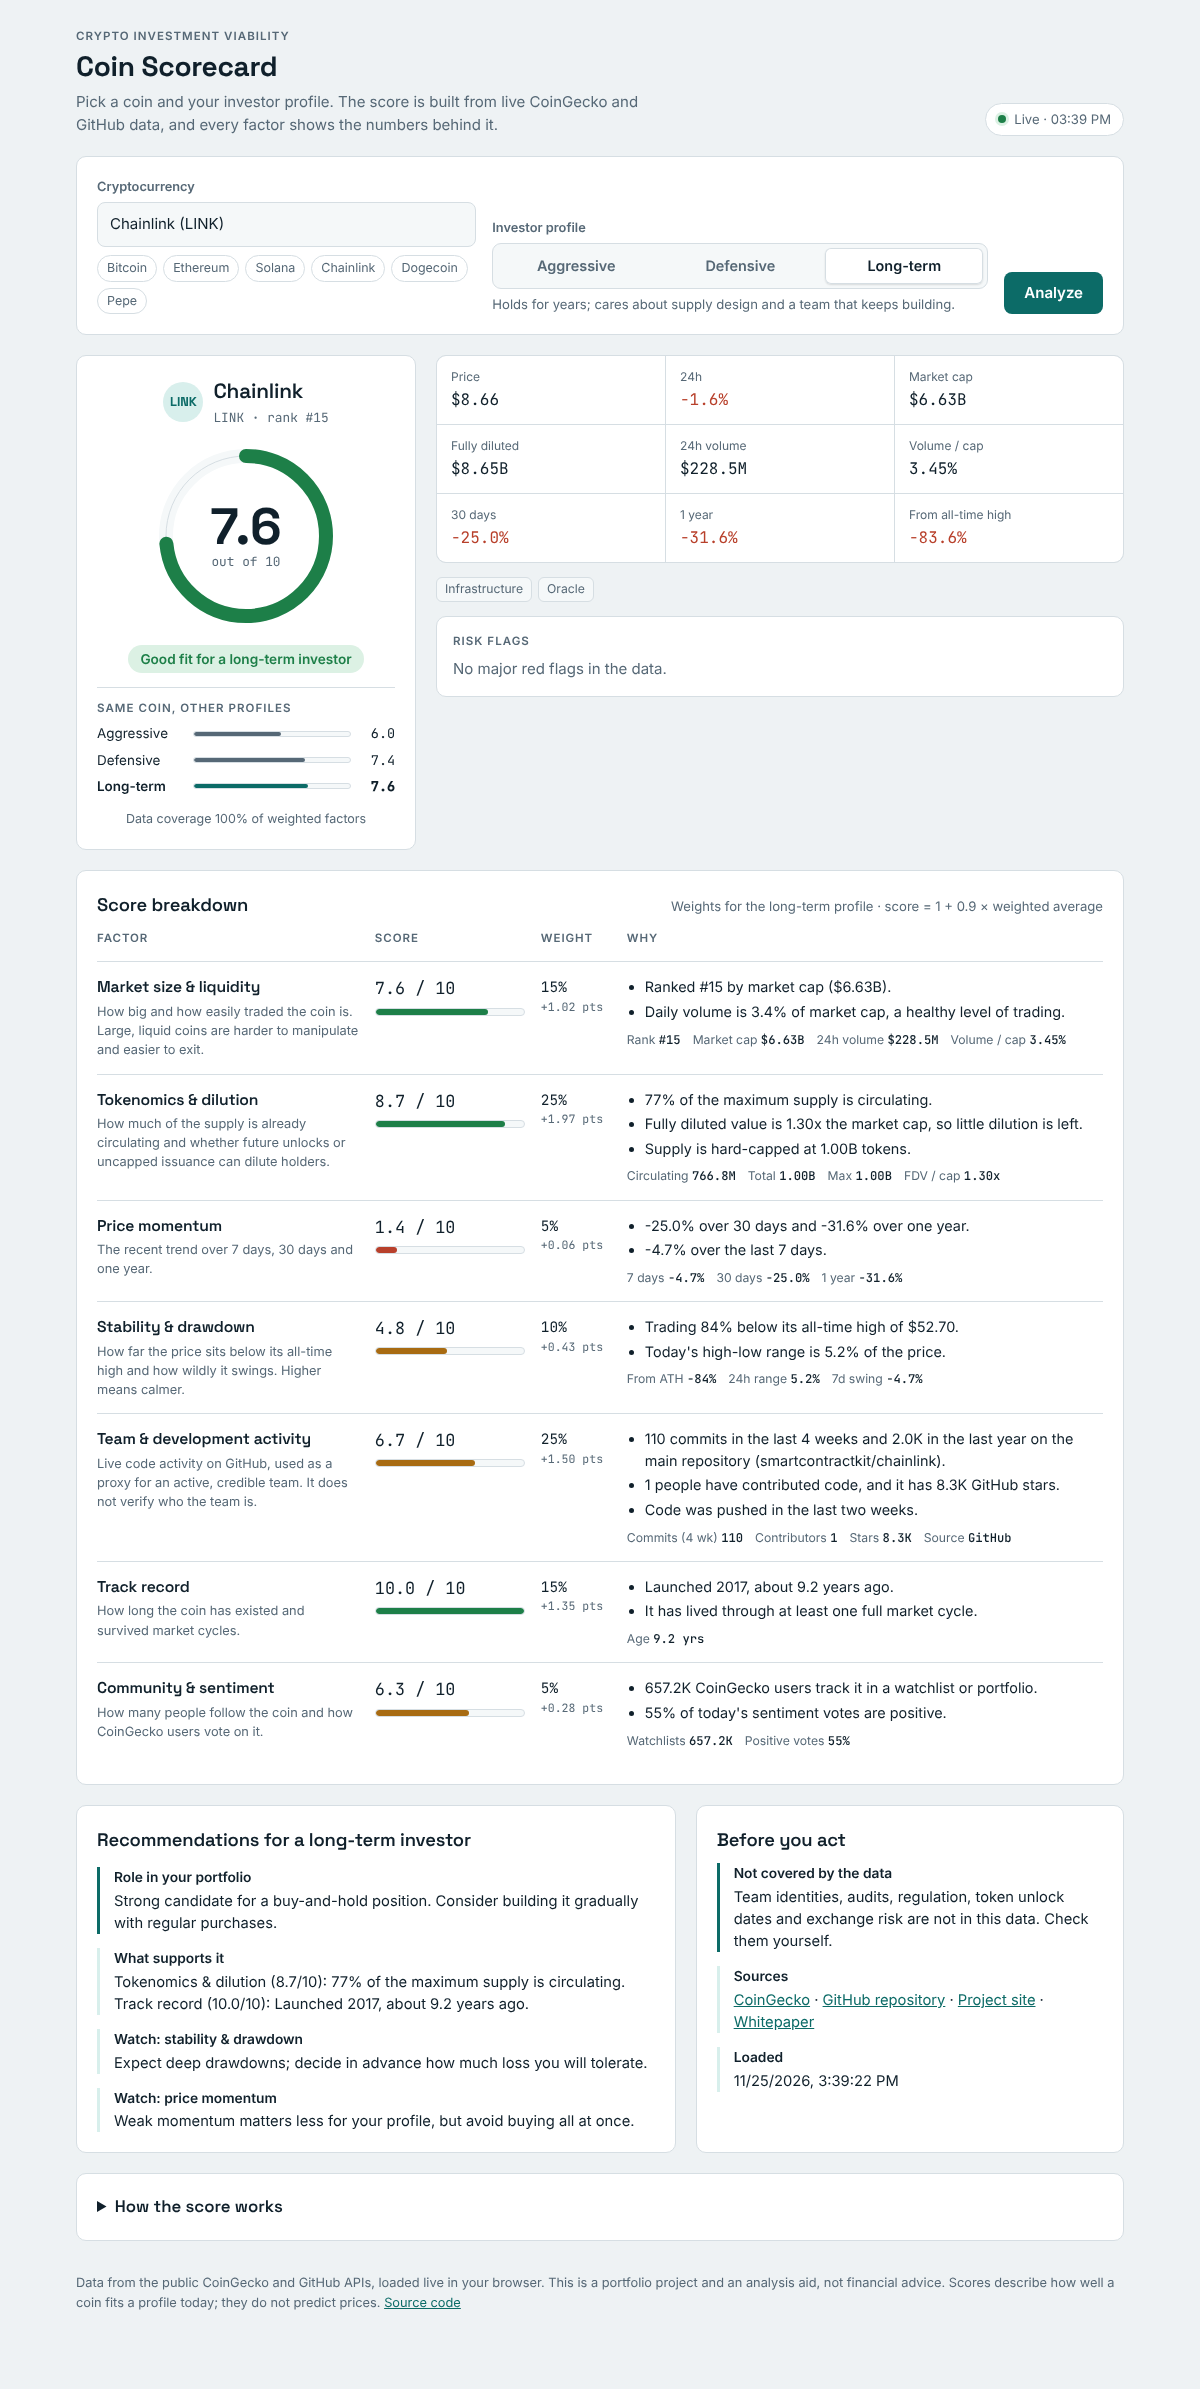 CRYPTO INVESTMENT VIABILITY
Coin Scorecard
Pick a coin and your investor profile. The score is built from live CoinGecko and
GitHub data, and every factor shows the numbers behind it.
Live · 03:39 PM
Cryptocurrency
Chainlink (LINK)
Bitcoin Ethereum Solana Chainlink Dogecoin
Pepe
Investor profile
Aggressive Defensive Long-term
Holds for years; cares about supply design and a team that keeps building.
Analyze
LINK
Chainlink
LINK · rank #15
7.6
out of 10
Good fit for a long-term investor
SAME COIN, OTHER PROFILES
Aggressive 6.0
Defensive 7.4
Long-term 7.6
Data coverage 100% of weighted factors
Price 24h Market cap
$8.66 -1.6% $6.63B
Fully diluted 24h volume Volume / cap
$8.65B $228.5M 3.45%
30 days 1 year From all-time high
-25.0% -31.6% -83.6%
Infrastructure Oracle
RISK FLAGS
No major red flags in the data.
Score breakdown
Weights for the long-term profile · score = 1 + 0.9 × weighted average
FACTOR SCORE WEIGHT WHY
Market size & liquidity
How big and how easily traded the coin is.
Large, liquid coins are harder to manipulate
and easier to exit.
7.6 / 10
15%
+1.02 pts
• Ranked #15 by market cap ($6.63B).
• Daily volume is 3.4% of market cap, a healthy level of trading.
Rank #15 Market cap $6.63B 24h volume $228.5M Volume / cap 3.45%
Tokenomics & dilution
How much of the supply is already
circulating and whether future unlocks or
uncapped issuance can dilute holders.
8.7 / 10
25%
+1.97 pts
• 77% of the maximum supply is circulating.
• Fully diluted value is 1.30x the market cap, so little dilution is left.
• Supply is hard-capped at 1.00B tokens.
Circulating 766.8M Total 1.00B Max 1.00B FDV / cap 1.30x
Price momentum
The recent trend over 7 days, 30 days and
one year.
1.4 / 10
5%
+0.06 pts
• -25.0% over 30 days and -31.6% over one year.
• -4.7% over the last 7 days.
7 days -4.7% 30 days -25.0% 1 year -31.6%
Stability & drawdown
How far the price sits below its all-time
high and how wildly it swings. Higher
means calmer.
4.8 / 10
10%
+0.43 pts
• Trading 84% below its all-time high of $52.70.
• Today's high-low range is 5.2% of the price.
From ATH -84% 24h range 5.2% 7d swing -4.7%
Team & development activity
Live code activity on GitHub, used as a
proxy for an active, credible team. It does
not verify who the team is.
6.7 / 10
25%
+1.50 pts
• 110 commits in the last 4 weeks and 2.0K in the last year on the
main repository (smartcontractkit/chainlink).
• 1 people have contributed code, and it has 8.3K GitHub stars.
• Code was pushed in the last two weeks.
Commits (4 wk) 110 Contributors 1 Stars 8.3K Source GitHub
Track record
How long the coin has existed and
survived market cycles.
10.0 / 10
15%
+1.35 pts
• Launched 2017, about 9.2 years ago.
• It has lived through at least one full market cycle.
Age 9.2 yrs
Community & sentiment
How many people follow the coin and how
CoinGecko users vote on it.
6.3 / 10
5%
+0.28 pts
• 657.2K CoinGecko users track it in a watchlist or portfolio.
• 55% of today's sentiment votes are positive.
Watchlists 657.2K Positive votes 55%
Recommendations for a long-term investor
Role in your portfolio
Strong candidate for a buy-and-hold position. Consider building it gradually
with regular purchases.
What supports it
Tokenomics & dilution (8.7/10): 77% of the maximum supply is circulating.
Track record (10.0/10): Launched 2017, about 9.2 years ago.
Watch: stability & drawdown
Expect deep drawdowns; decide in advance how much loss you will tolerate.
Watch: price momentum
Weak momentum matters less for your profile, but avoid buying all at once.
Before you act
Not covered by the data
Team identities, audits, regulation, token unlock
dates and exchange risk are not in this data. Check
them yourself.
Sources
CoinGecko · GitHub repository · Project site ·
Whitepaper
Loaded
11/25/2026, 3:39:22 PM
How the score works
Data from the public CoinGecko and GitHub APIs, loaded live in your browser. This is a portfolio project and an analysis aid, not financial advice. Scores describe how well a
coin fits a profile today; they do not predict prices. Source code